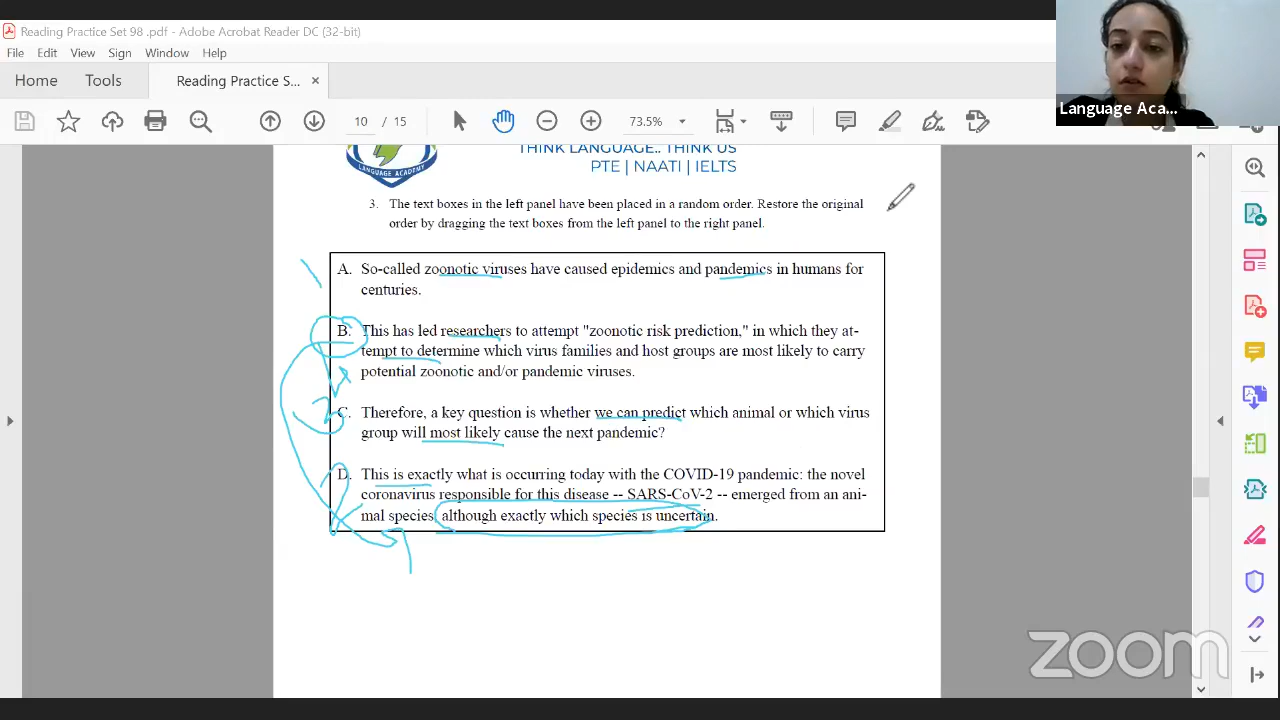 Reading Practice Set 98 .pdf - Adobe Acrobat Reader DC (32-bit)
File Edit View Sign Window Help
Home Tools Reading Practice S... ×
10 / 15 73.5%
Language Aca...
LANGUAGE ACADEMY
THINK LANGUAGE.. THINK US
PTE | NAATI | IELTS
3. The text boxes in the left panel have been placed in a random order. Restore the original
order by dragging the text boxes from the left panel to the right panel.
A. So-called zoonotic viruses have caused epidemics and pandemics in humans for
centuries.
B. This has led researchers to attempt "zoonotic risk prediction," in which they at-
tempt to determine which virus families and host groups are most likely to carry
potential zoonotic and/or pandemic viruses.
C. Therefore, a key question is whether we can predict which animal or which virus
group will most likely cause the next pandemic?
D. This is exactly what is occurring today with the COVID-19 pandemic: the novel
coronavirus responsible for this disease -- SARS-CoV-2 -- emerged from an ani-
mal species, although exactly which species is uncertain.
zoom